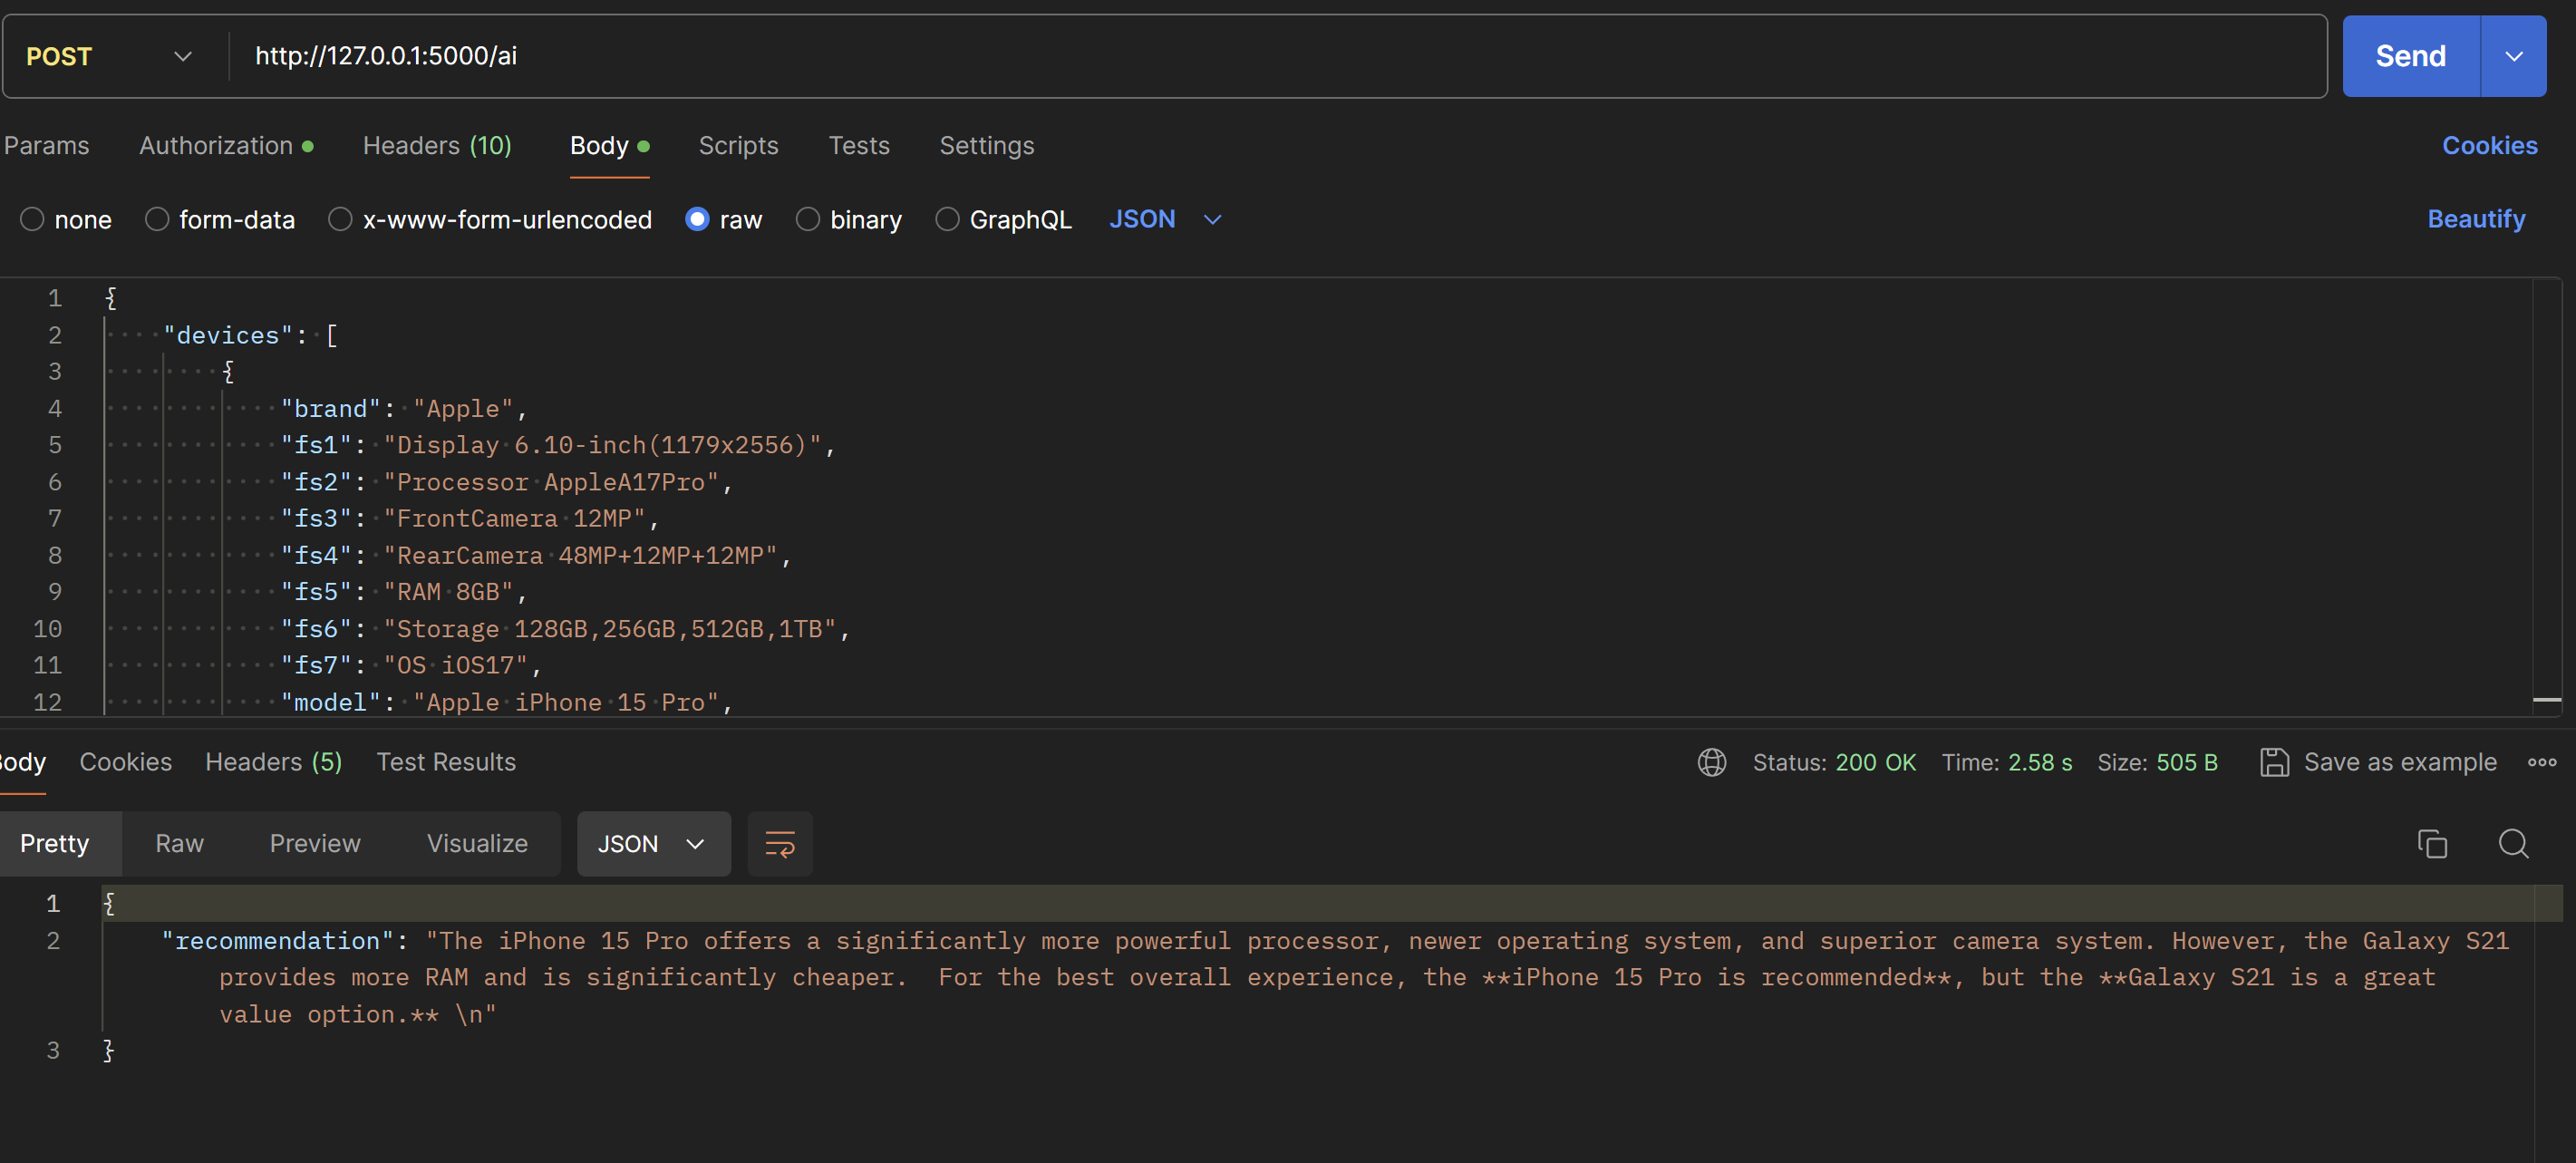 POST http://127.0.0.1:5000/ai Send
Params Authorization Headers (10) Body Scripts Tests Settings Cookies
none form-data x-www-form-urlencoded raw binary GraphQL JSON Beautify
1 {
2 "devices": [
3 {
4 "brand": "Apple",
5 "fs1": "Display 6.10-inch(1179x2556)",
6 "fs2": "Processor AppleA17Pro",
7 "fs3": "FrontCamera 12MP",
8 "fs4": "RearCamera 48MP+12MP+12MP",
9 "fs5": "RAM 8GB",
10 "fs6": "Storage 128GB,256GB,512GB,1TB",
11 "fs7": "OS iOS17",
12 "model": "Apple iPhone 15 Pro",
Body Cookies Headers (5) Test Results Status: 200 OK Time: 2.58 s Size: 505 B Save as example
Pretty Raw Preview Visualize JSON
1 {
2 "recommendation": "The iPhone 15 Pro offers a significantly more powerful processor, newer operating system, and superior camera system. However, the Galaxy S21
provides more RAM and is significantly cheaper.  For the best overall experience, the **iPhone 15 Pro is recommended**, but the **Galaxy S21 is a great
value option.** \n"
3 }